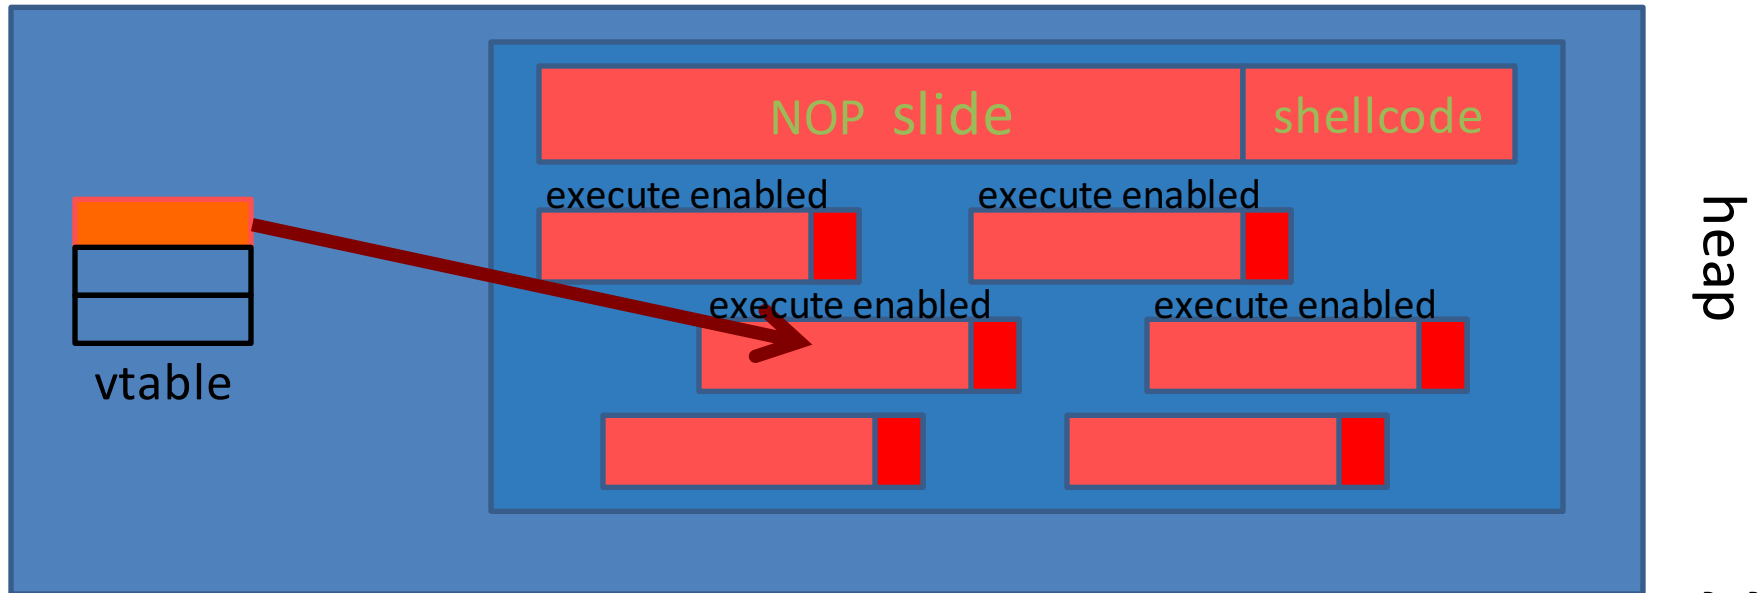 NOP slide
shellcode
execute enabled
execute enabled
execute enabled
execute enabled
vtable
heap